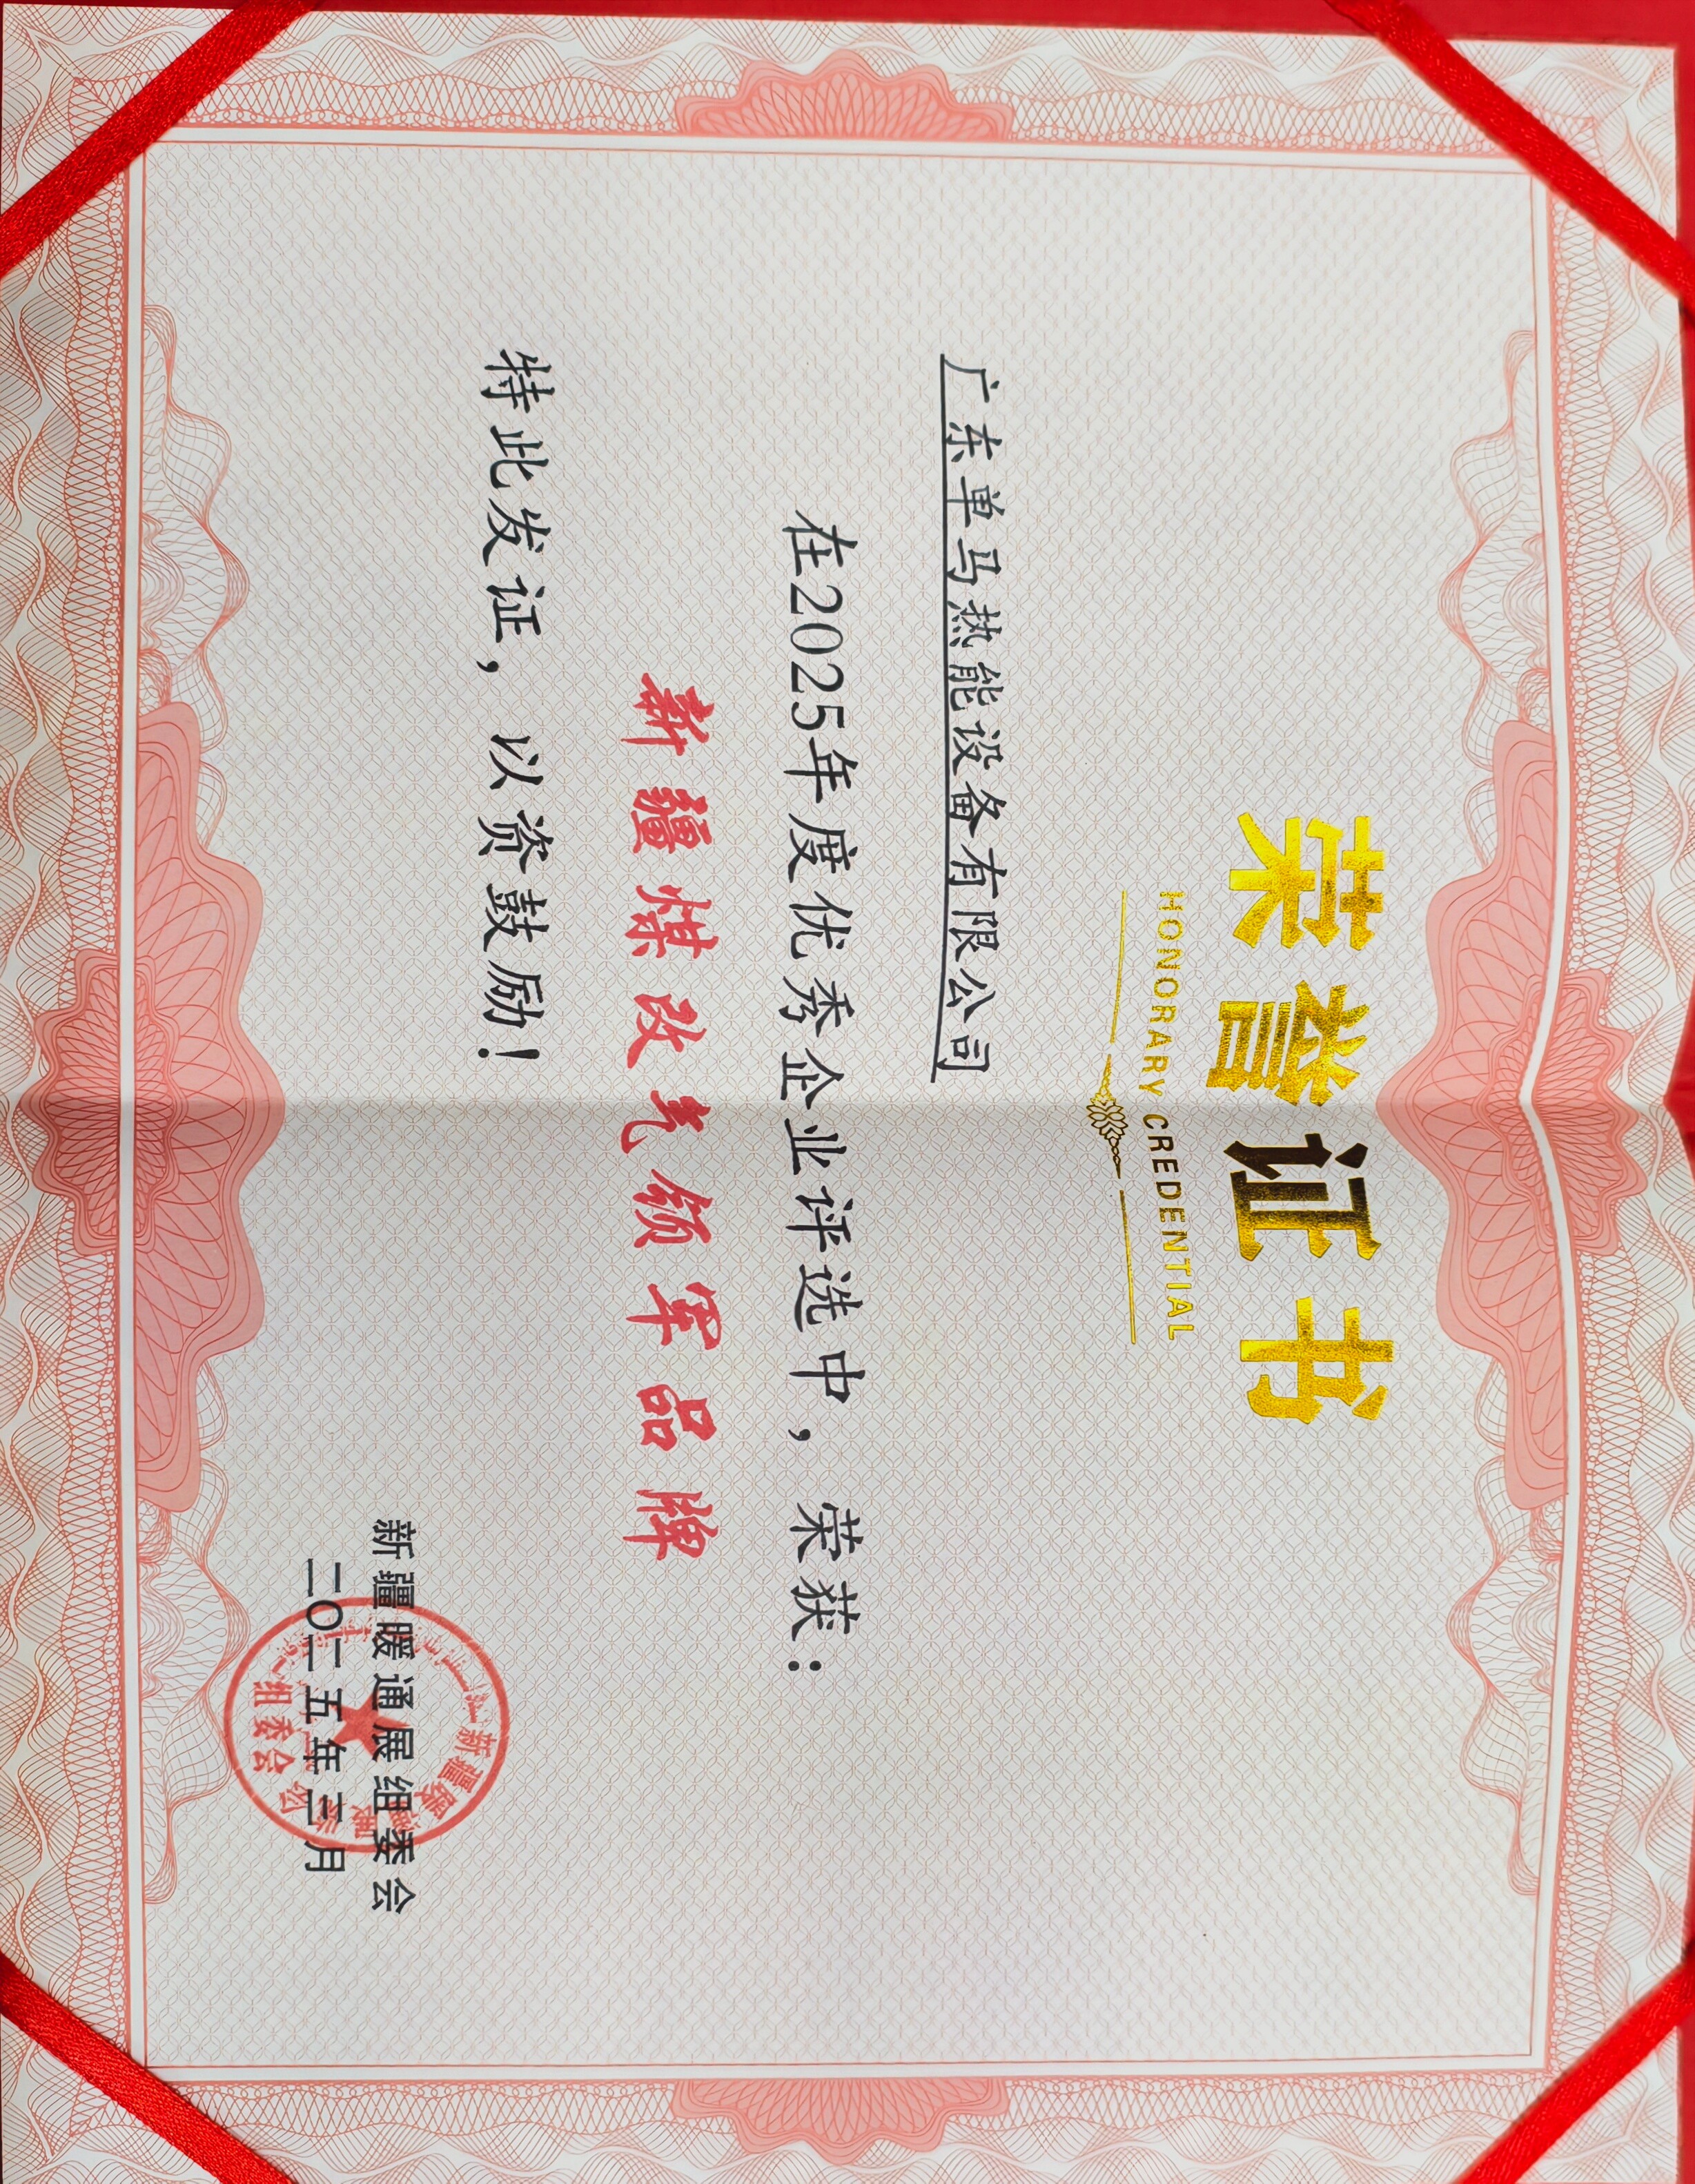 荣誉证书
HONORARY CREDENTIAL
广东单马热能设备有限公司
在2025年度优秀企业评选中，荣获：
新疆煤改气领军品牌
特此发证，以资鼓励！
新疆暖通展组委会
二〇二五年三月
组委会